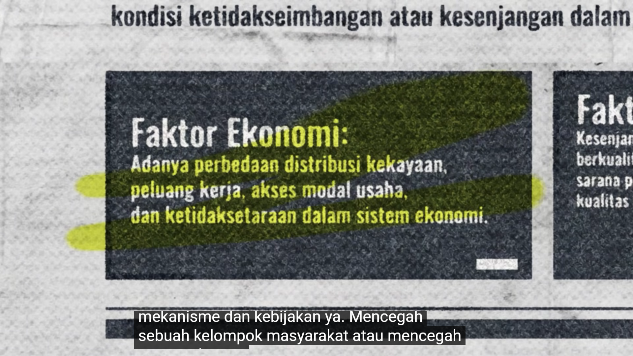 kondisi ketidakseimbangan atau kesenjangan dalam
Faktor Ekonomi:
Adanya perbedaan distribusi kekayaan,
peluang kerja, akses modal usaha,
dan ketidaksetaraan dalam sistem ekonomi.
Fakt
Kesenjan
berkualit
sarana p
kualitas
mekanisme dan kebijakan ya. Mencegah
sebuah kelompok masyarakat atau mencegah